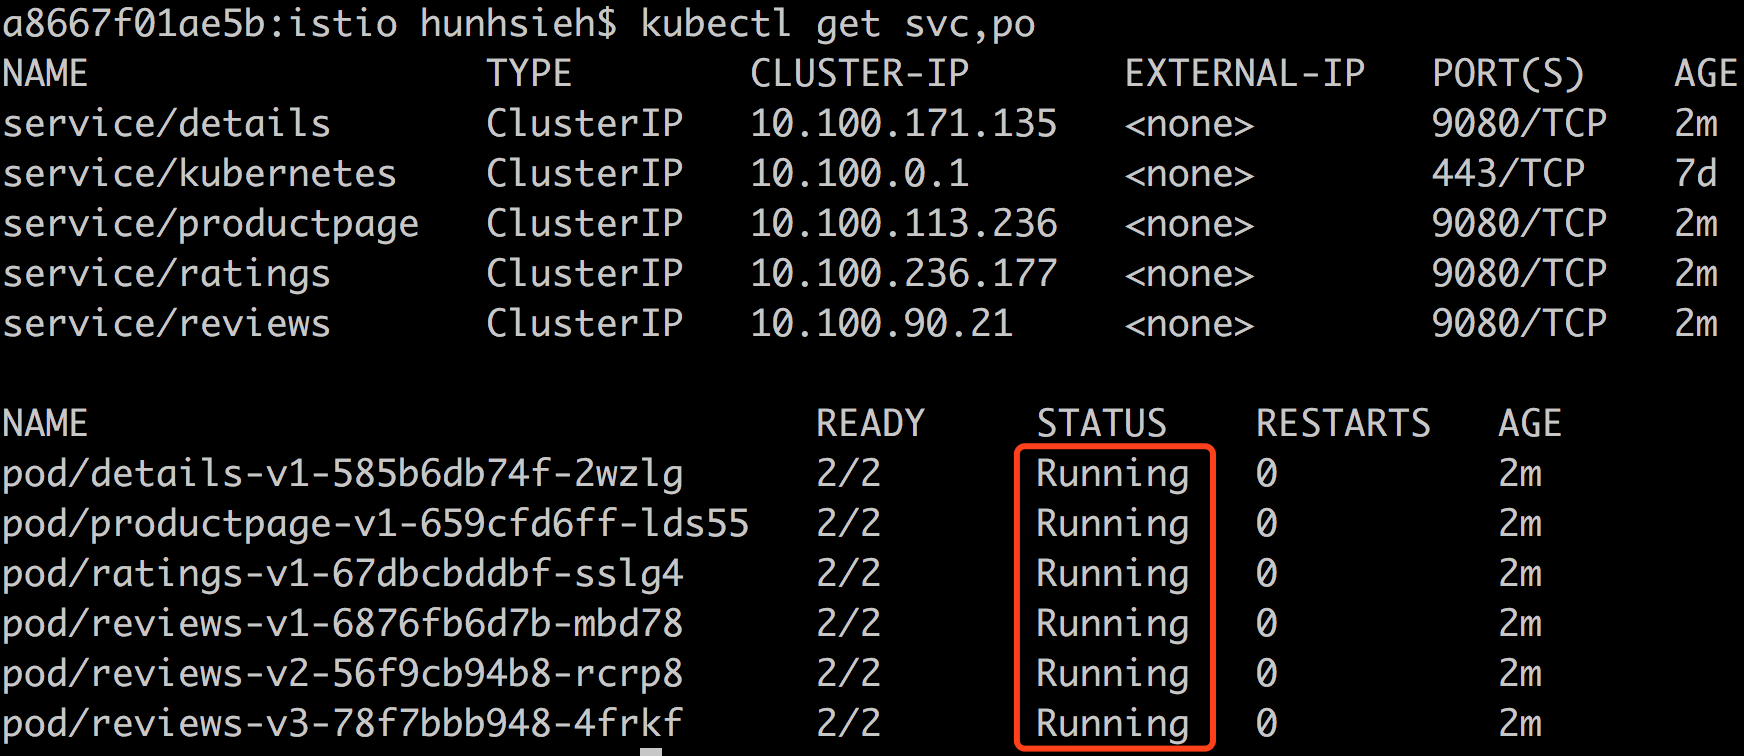 a8667f01ae5b:istio hunhsieh$ kubectl get svc,po
NAME TYPE CLUSTER-IP EXTERNAL-IP PORT(S) AGE
service/details ClusterIP 10.100.171.135 <none> 9080/TCP 2m
service/kubernetes ClusterIP 10.100.0.1 <none> 443/TCP 7d
service/productpage ClusterIP 10.100.113.236 <none> 9080/TCP 2m
service/ratings ClusterIP 10.100.236.177 <none> 9080/TCP 2m
service/reviews ClusterIP 10.100.90.21 <none> 9080/TCP 2m
NAME READY STATUS RESTARTS AGE
pod/details-v1-585b6db74f-2wzlg 2/2 Running 0 2m
pod/productpage-v1-659cfd6ff-lds55 2/2 Running 0 2m
pod/ratings-v1-67dbcbddbf-sslg4 2/2 Running 0 2m
pod/reviews-v1-6876fb6d7b-mbd78 2/2 Running 0 2m
pod/reviews-v2-56f9cb94b8-rcrp8 2/2 Running 0 2m
pod/reviews-v3-78f7bbb948-4frkf 2/2 Running 0 2m